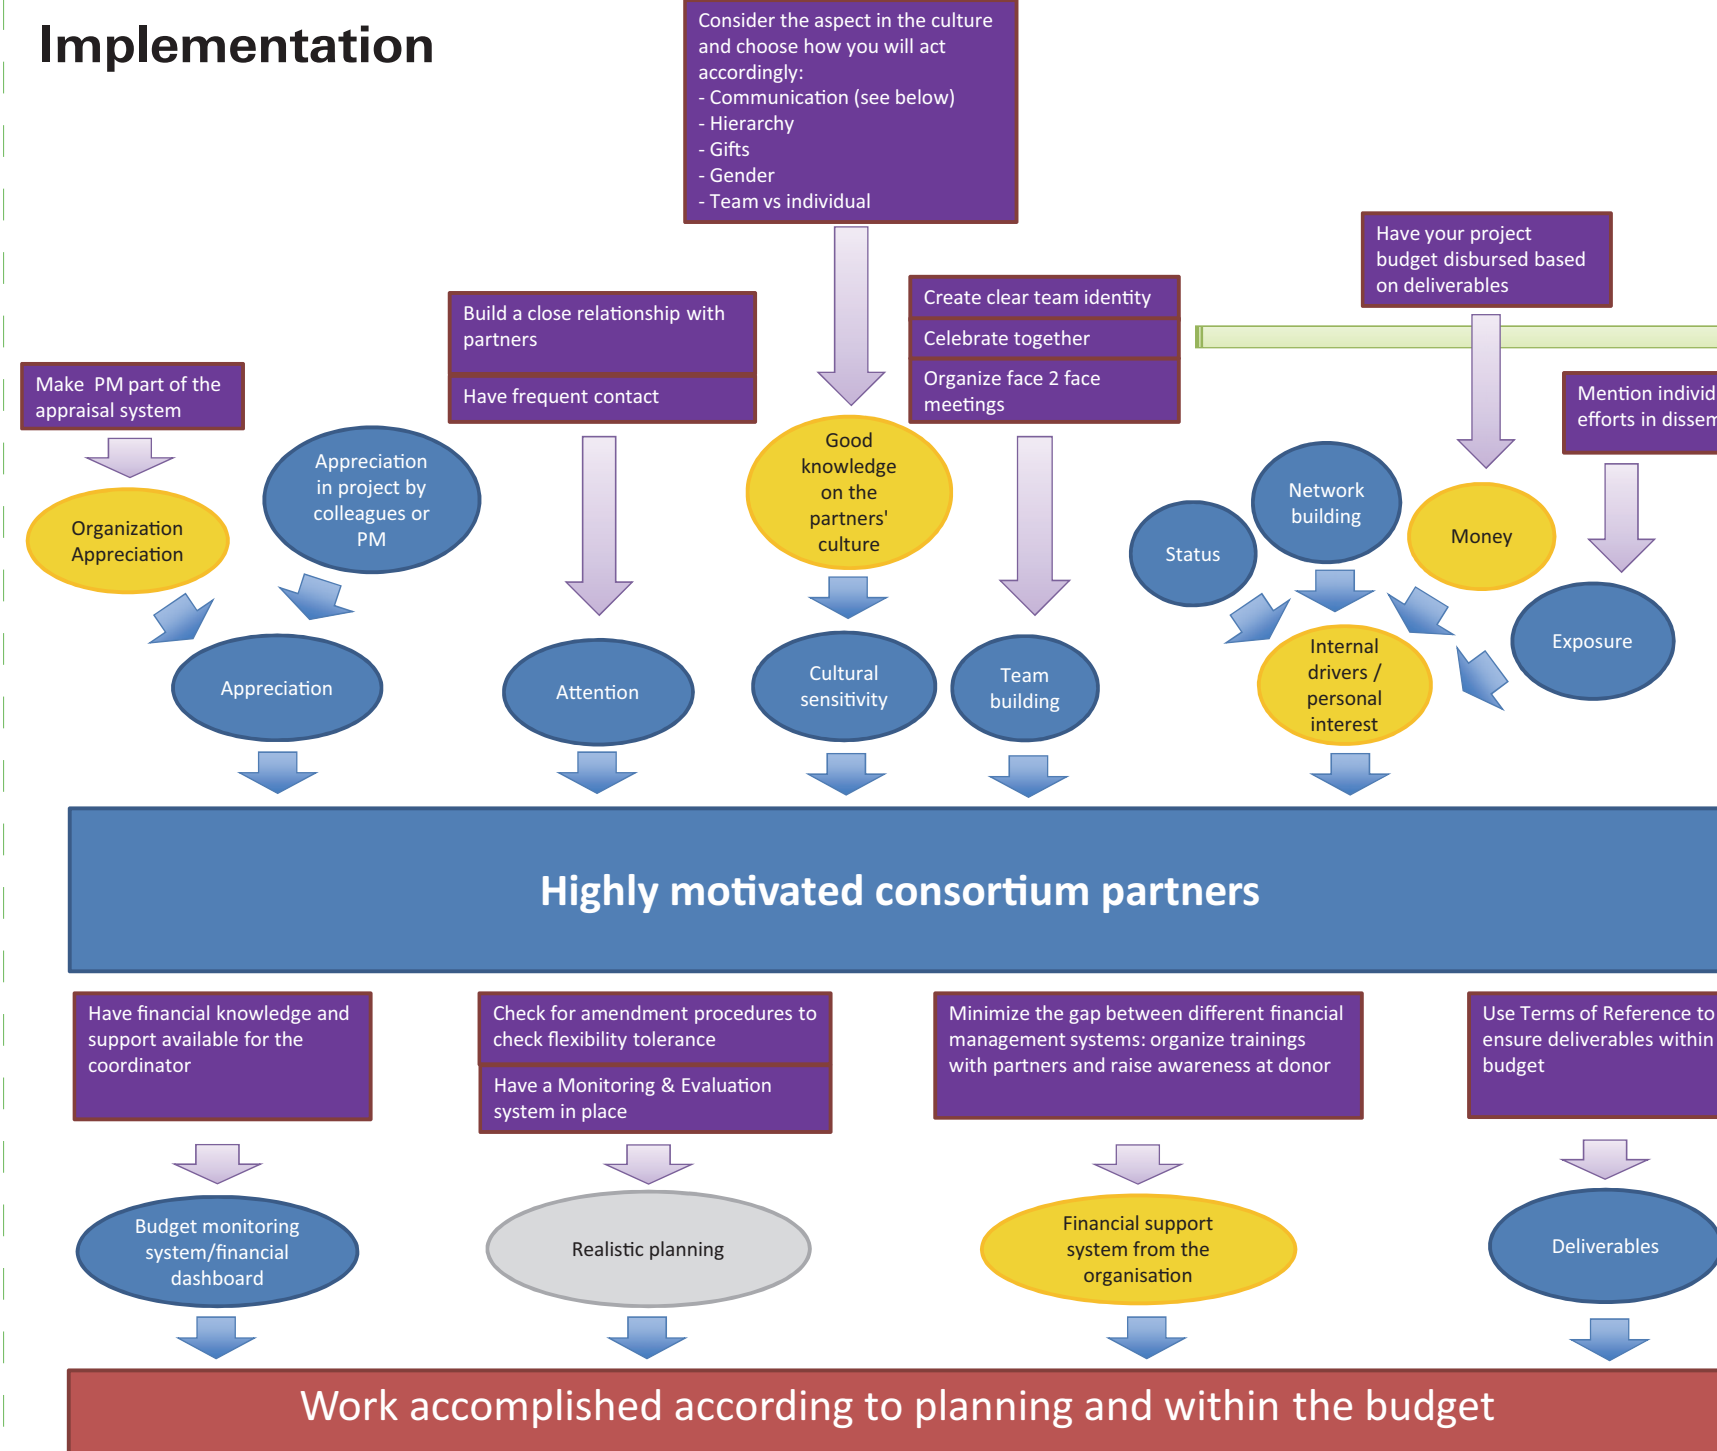 Implementation
Consider the aspect in the culture
and choose how you will act
accordingly:
- Communication (see below)
- Hierarchy
- Gifts
- Gender
- Team vs individual
Have your project
budget disbursed based
on deliverables
Build a close relationship with
partners
Have frequent contact
Create clear team identity
Celebrate together
Organize face 2 face
meetings
Make  PM part of the
appraisal system
Mention
efforts in
Organization
Appreciation
Appreciation
in project by
colleagues or
PM
Good
knowledge
on the
partners'
culture
Status
Network
building
Money
Exposure
Appreciation
Attention
Cultural
sensitivity
Team
building
Internal
drivers /
personal
interest
Highly motivated consortium partners
Have financial knowledge and
support available for the
coordinator
Check for amendment procedures to
check flexibility tolerance
Have a Monitoring & Evaluation
system in place
Minimize the gap between different financial
management systems: organize trainings
with partners and raise awareness at donor
Use Terms of Reference to
ensure deliverables within
budget
Budget monitoring
system/financial
dashboard
Realistic planning
Financial support
system from the
organisation
Deliverables
Work accomplished according to planning and within the budget